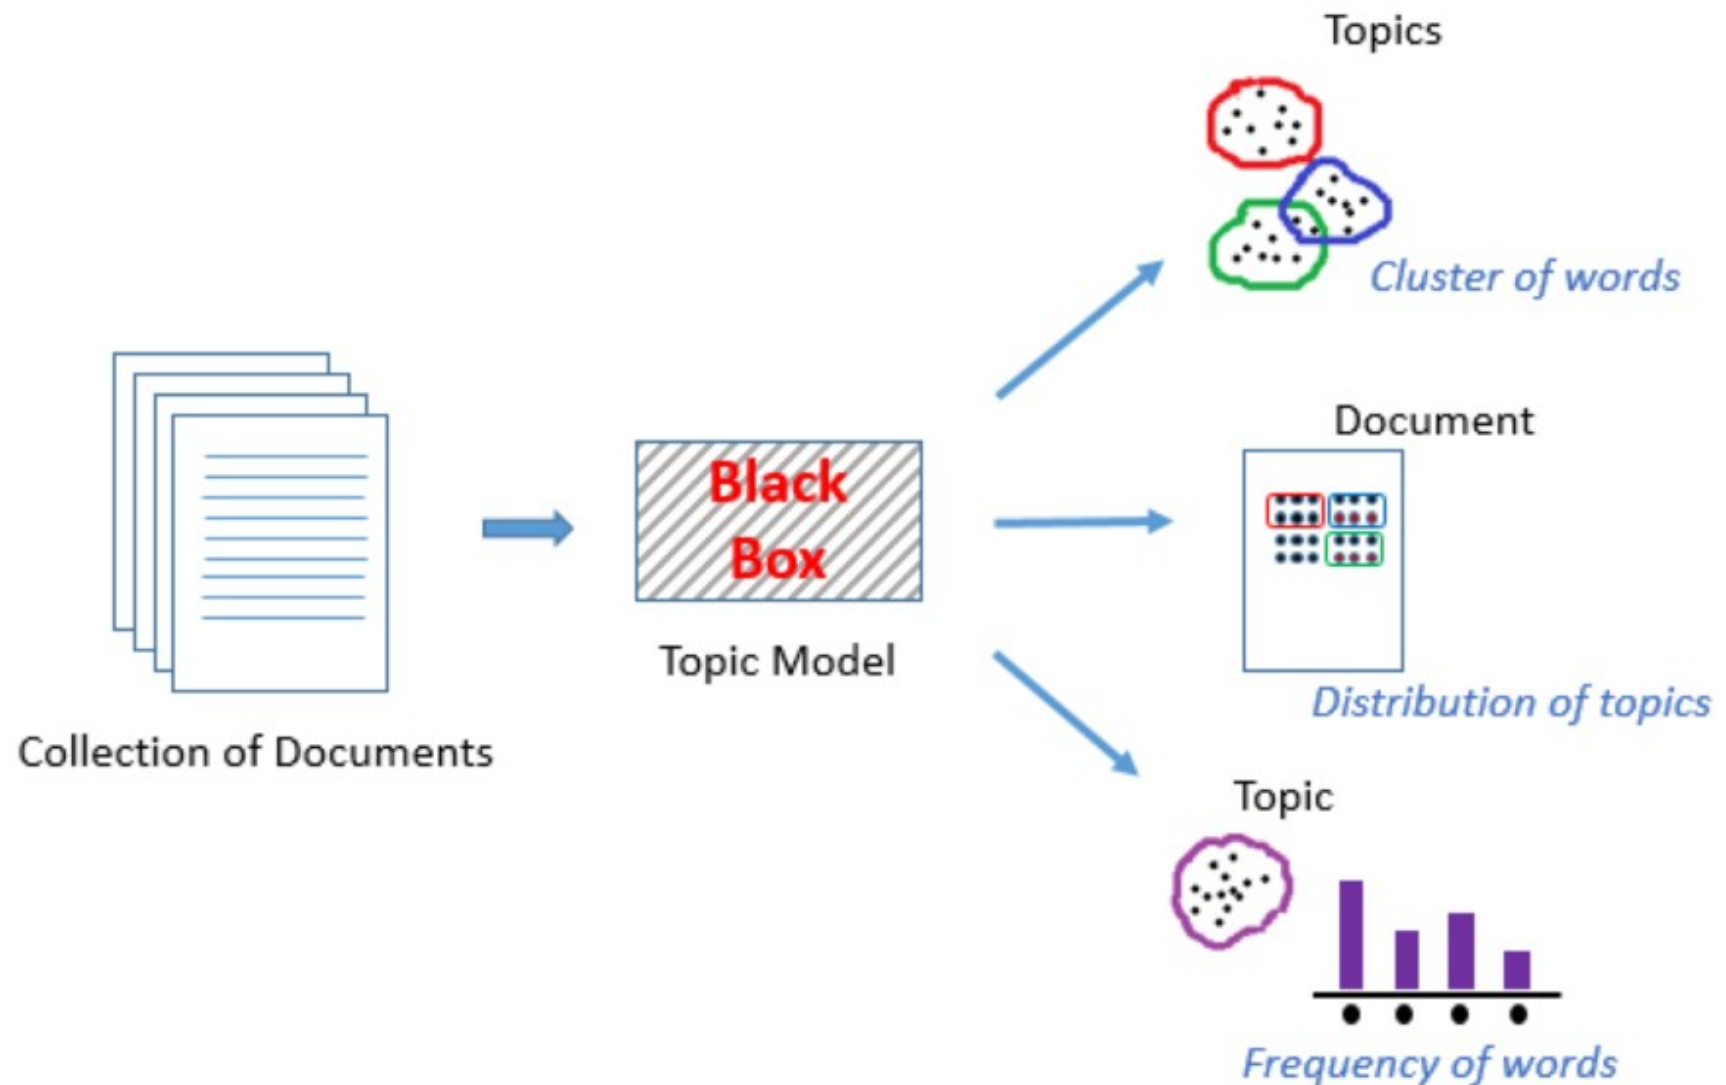 Topics
Cluster of words
Collection of Documents
Black
Box
Topic Model
Document
Distribution of topics
Topic
Frequency of words